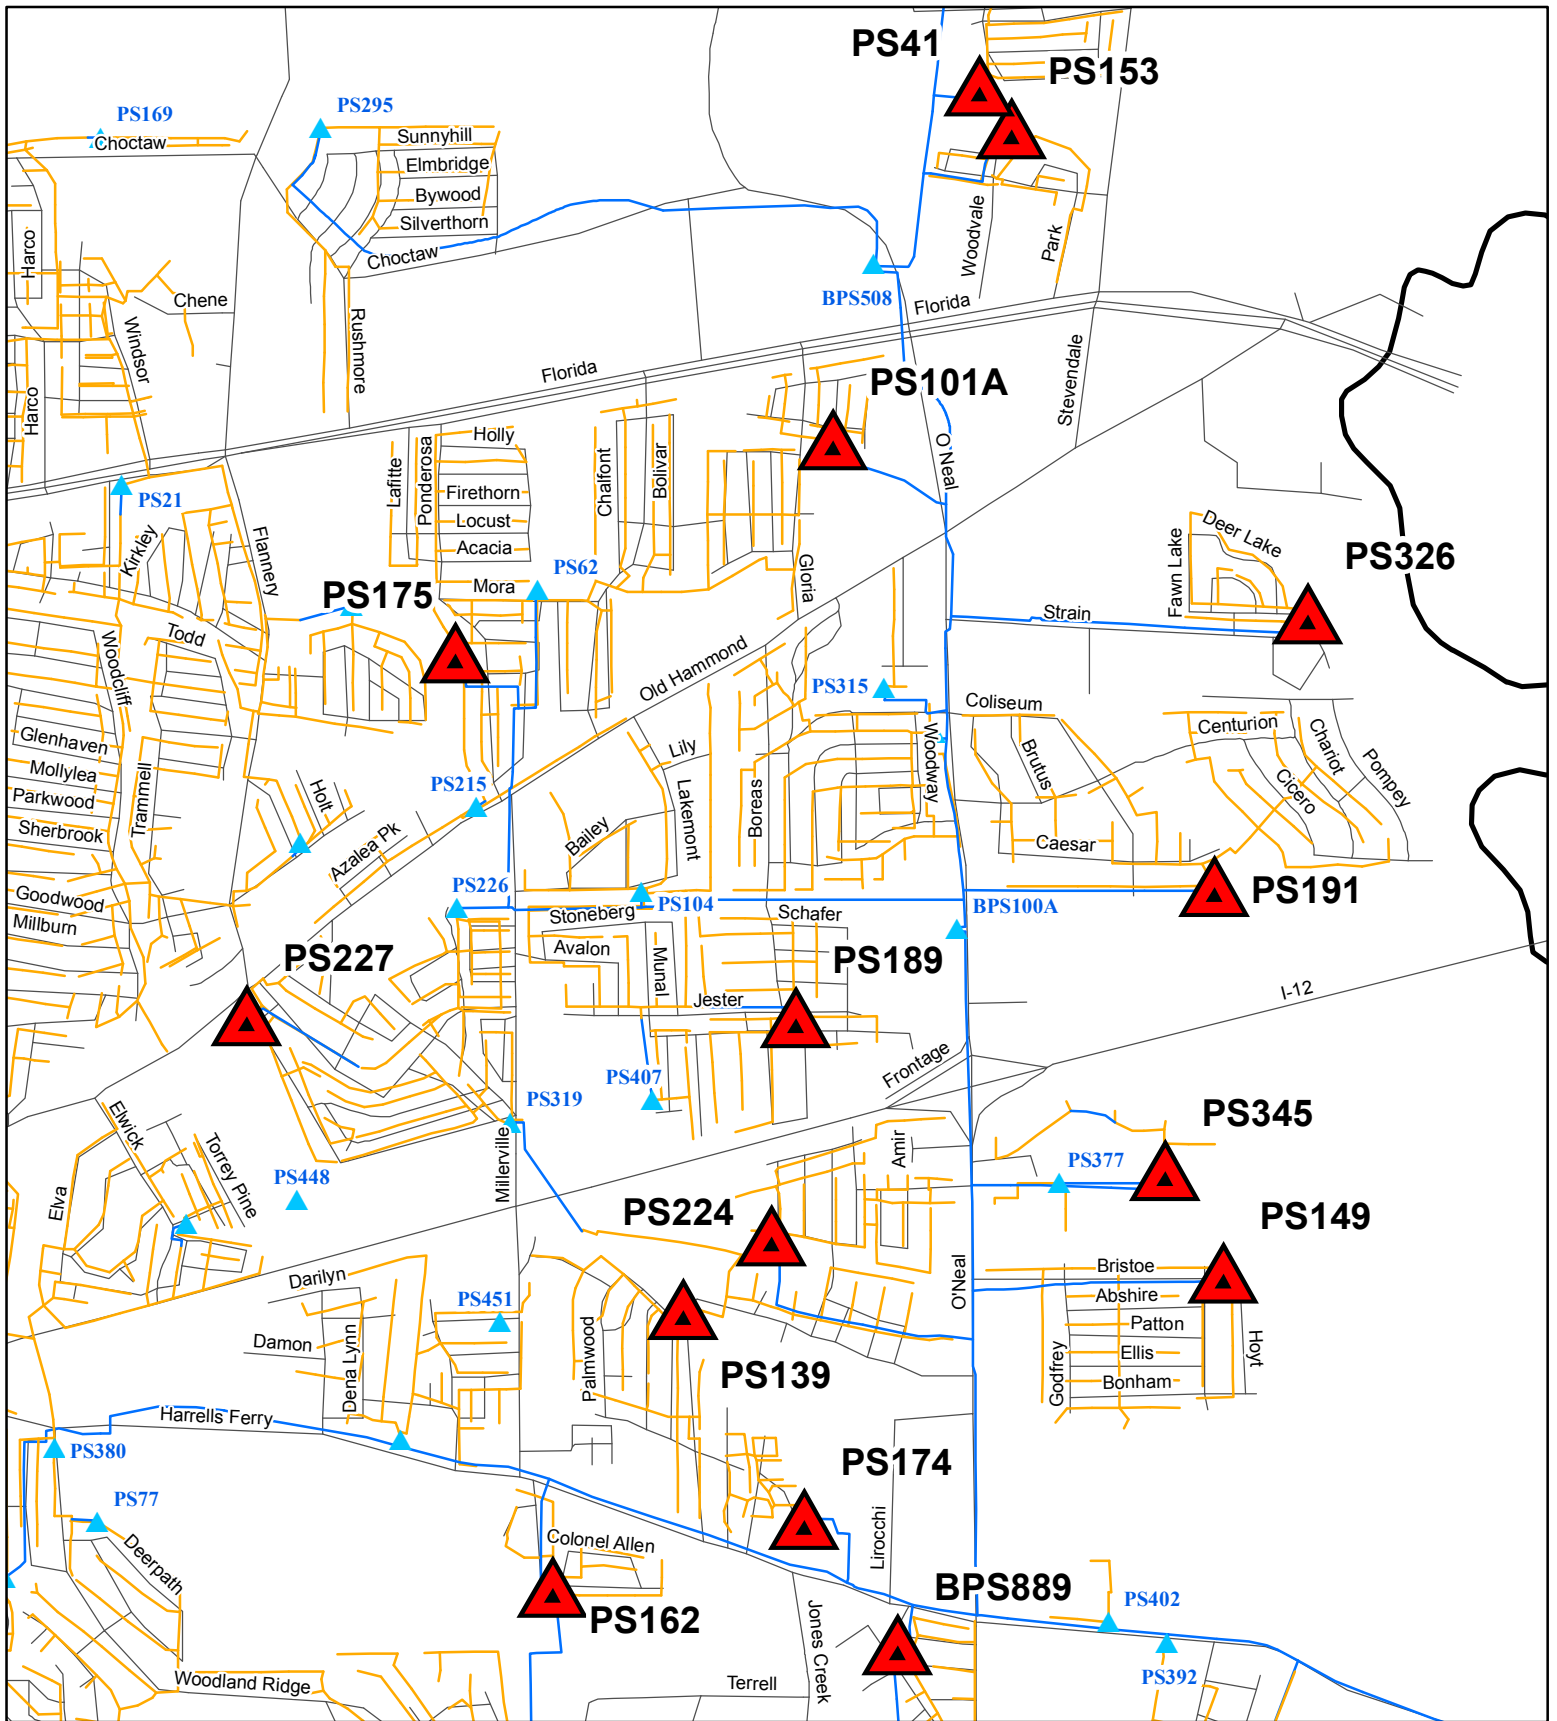 PS41
PS153
PS169
PS295
Choctaw
Sunnyhill
Elmbridge
Bywood
Silverthorn
Choctaw
Harco
Woodvale
Park
Chene
BPS508
Florida
Windsor
Rushmore
Stevendale
Florida
Harco
PS101A
Holly
O'Neal
Lafitte
Ponderosa
Chalfont
Bolivar
Firethorn
PS21
Locust
Acacia
Kirkley
Flannery
Gloria
Deer Lake
Fawn Lake
PS326
PS62
Mora
PS175
Strain
Todd
Woodcliff
Old Hammond
PS315
Coliseum
Centurion
Chariot
Pompey
Glenhaven
Mollylea
Parkwood
Sherbrook
Trammell
Holt
Lily
Lakemont
Boreas
Woodway
Brutus
Cicero
PS215
Azalea Pk
Bailey
Caesar
Goodwood
Millburn
PS226
Stoneberg
PS104
Schafer
BPS100A
PS191
Avalon
Munal
PS227
PS189
Jester
I-12
Frontage
PS407
PS319
Elwick
Torrey Pine
Millerville
Amir
PS345
PS377
Elva
PS448
PS224
PS149
Darilyn
O'Neal
Bristoe
Abshire
PS451
Patton
Damon
Dena Lynn
Palmwood
Ellis
Hoyt
PS139
Godfrey
Bonham
Harrells Ferry
PS380
PS174
PS77
Deerpath
Colonel Allen
Lirocchi
BPS889
PS402
PS162
Jones Creek
PS392
Woodland Ridge
Terrell